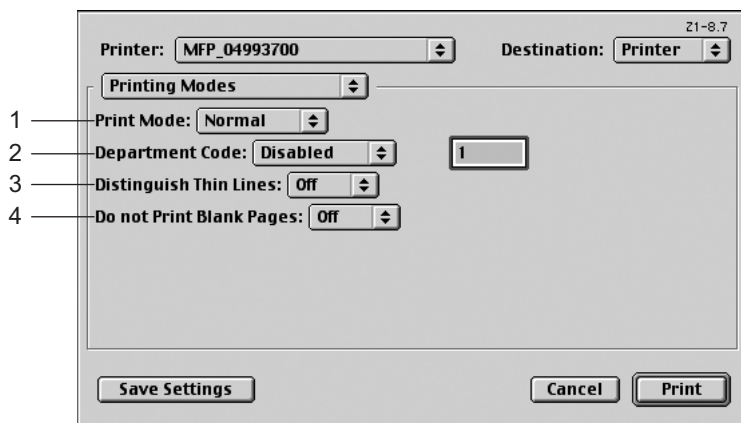 Z1-8.7
Printer: MFP_04993700 Destination: Printer
Printing Modes
1 Print Mode: Normal
2 Department Code: Disabled 1
3 Distinguish Thin Lines: Off
4 Do not Print Blank Pages: Off
Save Settings Cancel Print